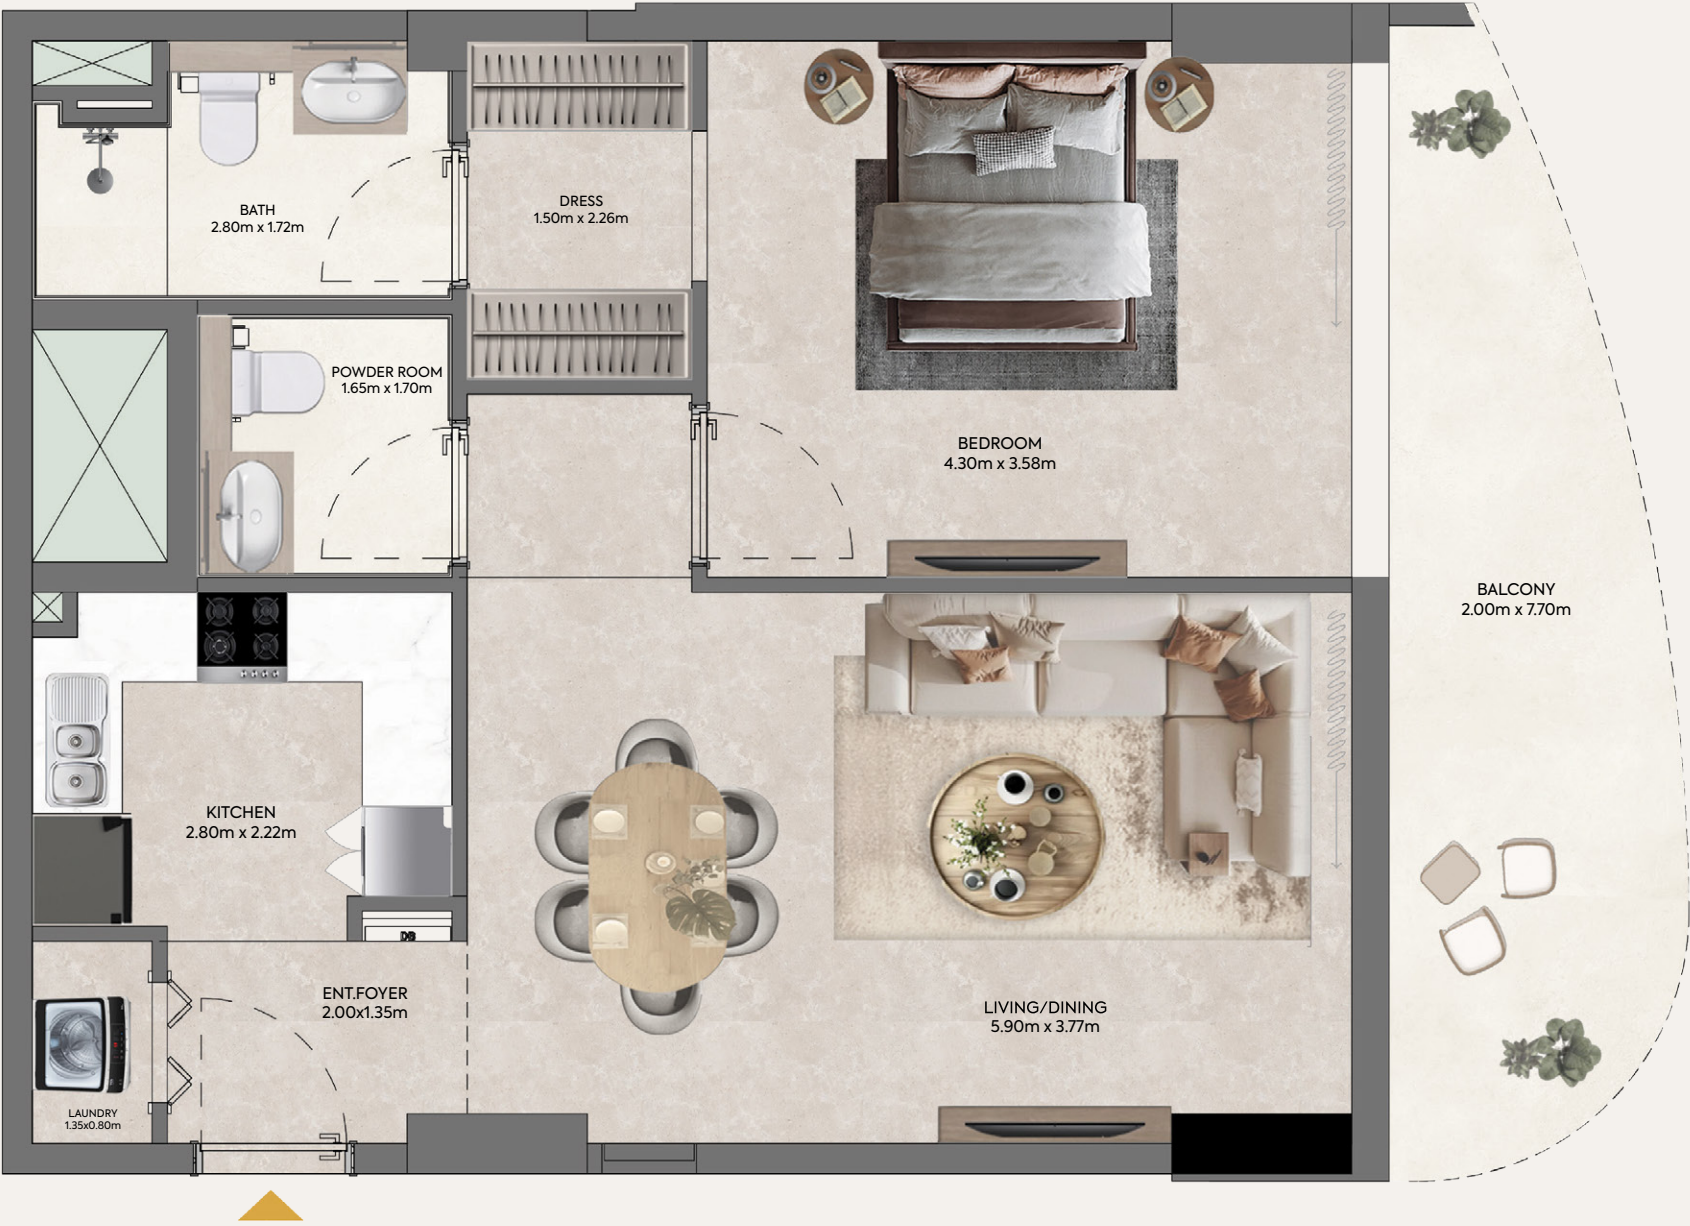 BATH
2.80m x 1.72m
DRESS
1.50m x 2.26m
POWDER ROOM
1.65m x 1.70m
BEDROOM
4.30m x 3.58m
BALCONY
2.00m x 7.70m
KITCHEN
2.80m x 2.22m
DB
ENT.FOYER
2.00x1.35m
LIVING/DINING
5.90m x 3.77m
LAUNDRY
1.35x0.80m